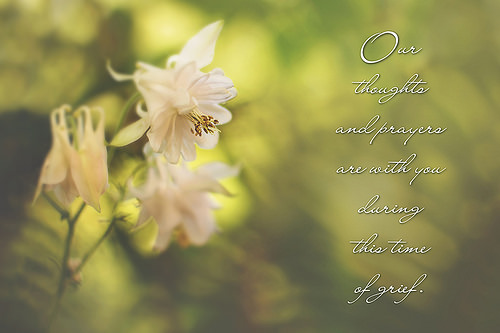 Our
thoughts
and prayers
are with you
during
this time
of grief.